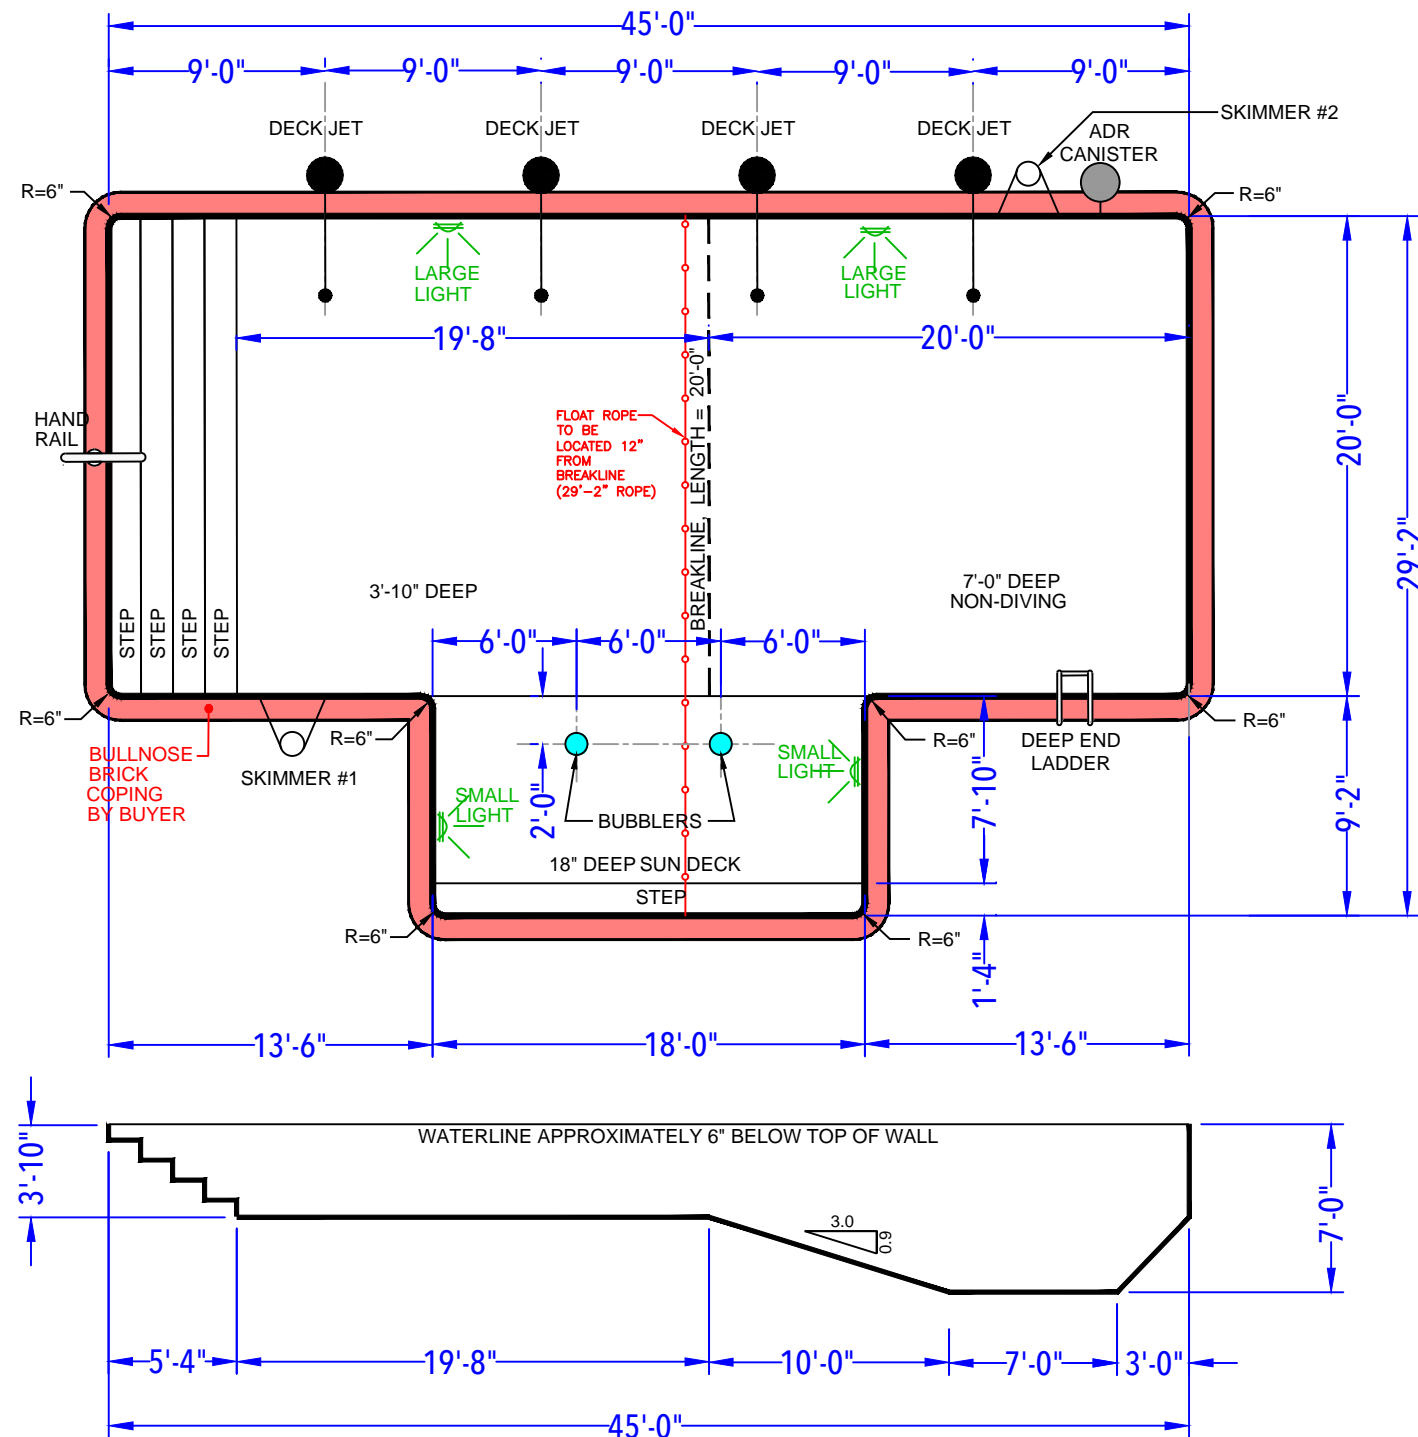 45'-0"
9'-0"
9'-0"
9'-0"
9'-0"
9'-0"
DECK JET
DECK JET
DECK JET
DECK JET
SKIMMER #2
ADR
CANISTER
R=6"
R=6"
LARGE
LIGHT
LARGE
LIGHT
19'-8"
20'-0"
HAND
RAIL
FLOAT ROPE
TO BE
LOCATED 12"
FROM
BREAKLINE
(29'-2" ROPE)
BREAKLINE, LENGTH = 20'-0"
20'-0"
29'-2"
3'-10" DEEP
7'-0" DEEP
NON-DIVING
STEP
STEP
STEP
STEP
6'-0"
6'-0"
6'-0"
R=6"
R=6"
R=6"
R=6"
BULLNOSE
BRICK
COPING
BY BUYER
SKIMMER #1
SMALL
LIGHT
SMALL
LIGHT
DEEP END
LADDER
2'-0"
BUBBLERS
7'-10"
9'-2"
18" DEEP SUN DECK
STEP
R=6"
R=6"
1'-4"
13'-6"
18'-0"
13'-6"
WATERLINE APPROXIMATELY 6" BELOW TOP OF WALL
3'-10"
3.0
0.9
7'-0"
5'-4"
19'-8"
10'-0"
7'-0"
3'-0"
45'-0"